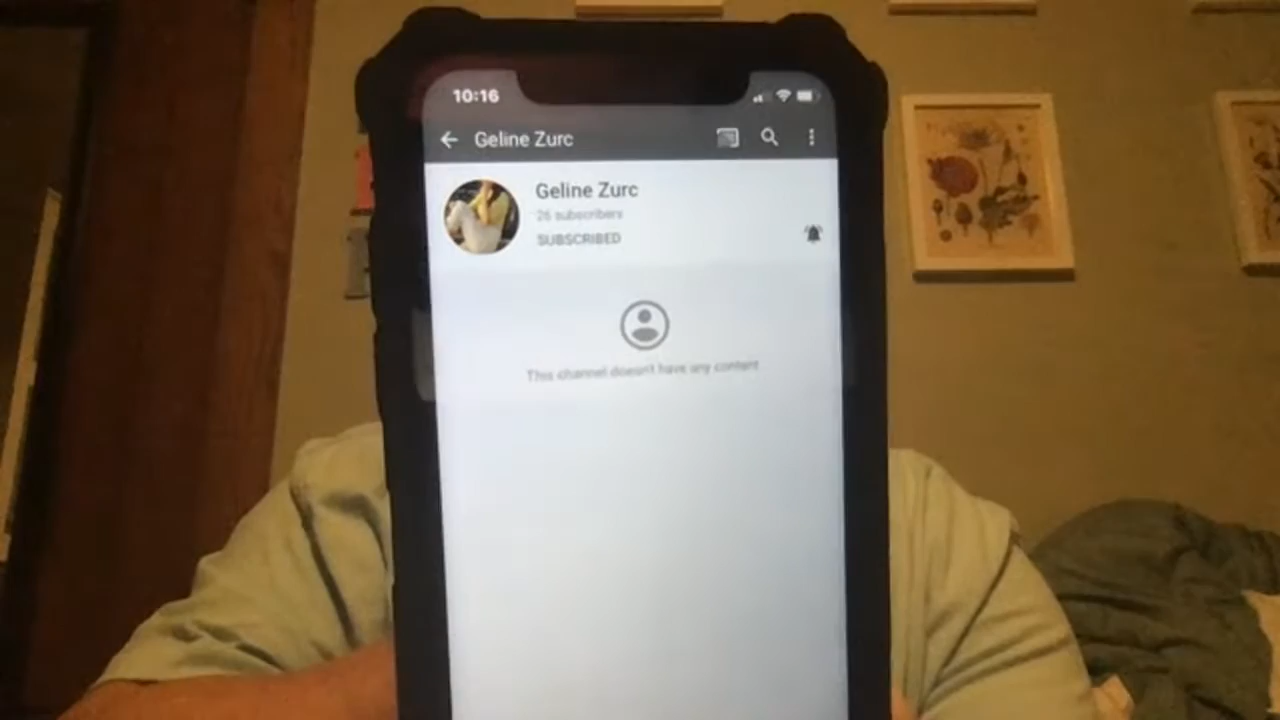 10:16
Geline Zurc
Geline Zurc
26 subscribers
SUBSCRIBED
This channel doesn't have any content